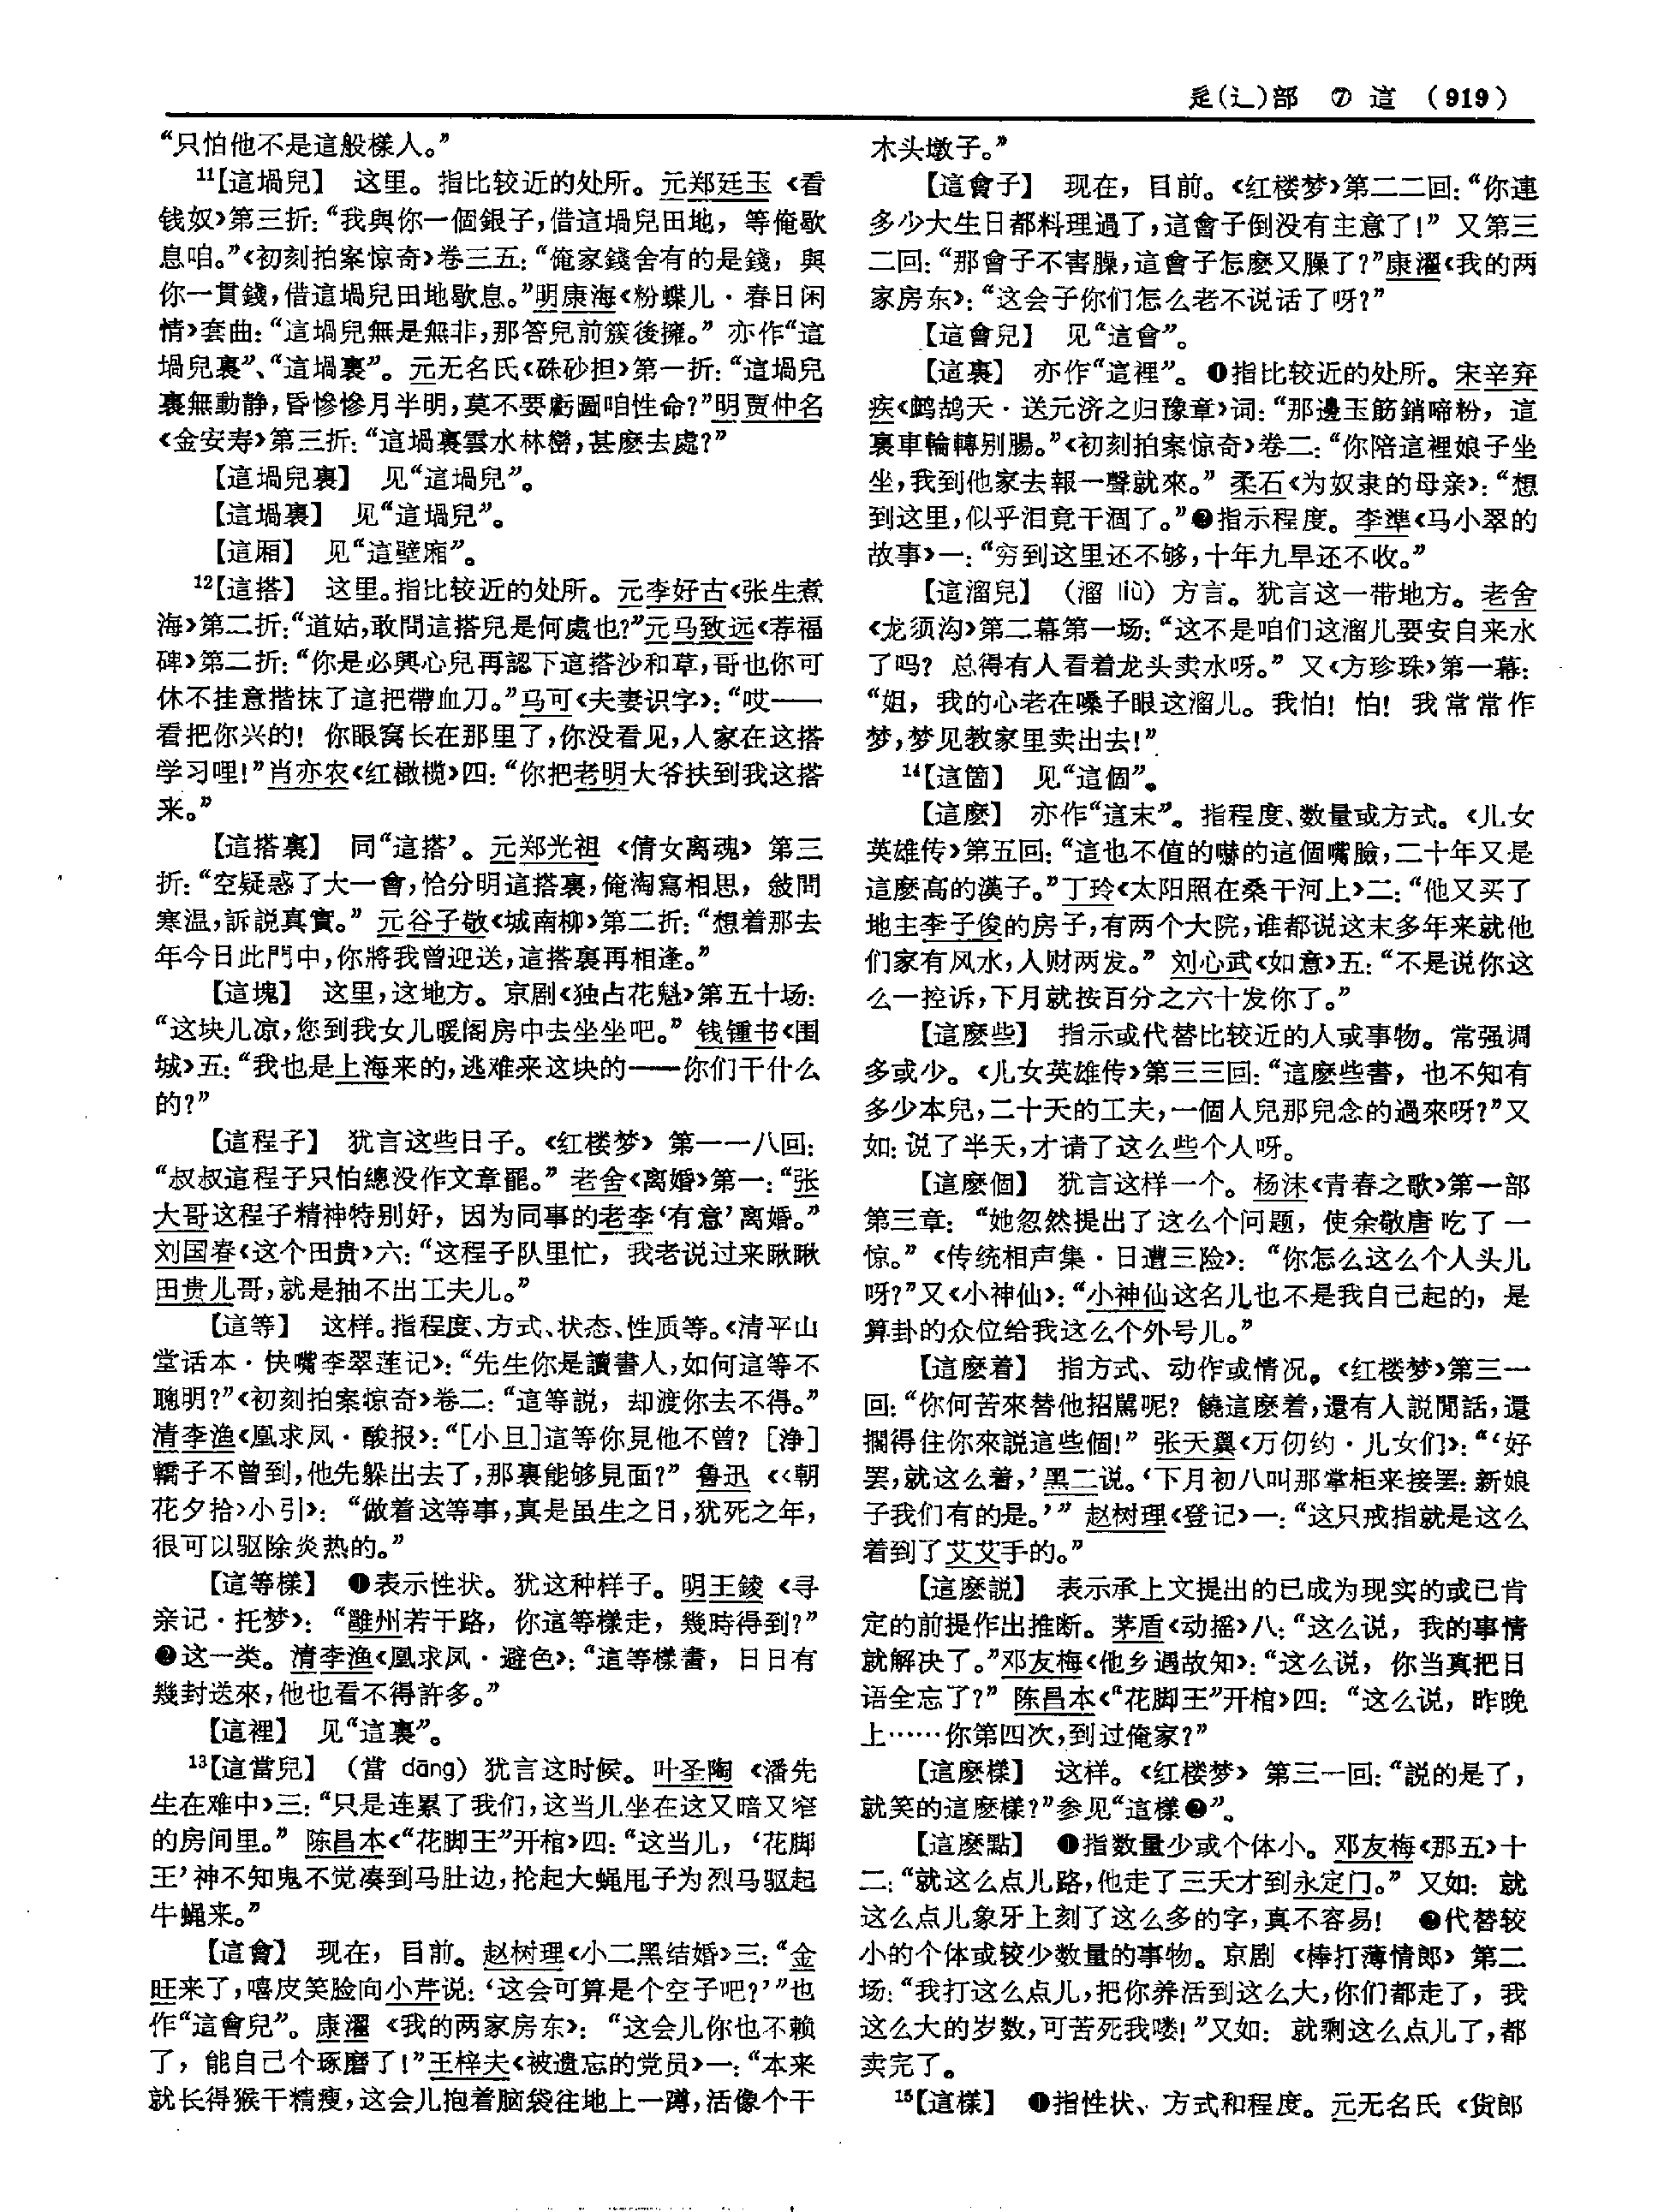 辵(辶)部 ⑦ 這 (919)
“只怕他不是這般樣人。”
11【這堝兒】 这里。指比较近的处所。元郑廷玉《看
钱奴》第三折：“我與你一個銀子，借這堝兒田地，等俺歇
息咱。”《初刻拍案惊奇》卷三五：“俺家錢舍有的是錢，與
你一貫錢，借這堝兒田地歇息。”明康海《粉蝶儿·春日闲
情》套曲：“這堝兒無是無非，那答兒前簇後擁。”亦作“這
堝兒裏”、“這堝裏”。元无名氏《硃砂担》第一折：“這堝兒
裏無動静，昏慘慘月半明，莫不要虧圖咱性命？”明贾仲名
《金安寿》第三折：“這堝裏雲水林巒，甚麽去處？”
【這堝兒裏】 见“這堝兒”。
【這堝裏】 见“這堝兒”。
【這厢】 见“這壁廂”。
12【這搭】 这里。指比较近的处所。元李好古《张生煮
海》第二折：“道姑，敢問這搭兒是何處也？”元马致远《荐福
碑》第二折：“你是必興心兒再認下這搭沙和草，哥也你可
休不挂意揩抹了這把帶血刀。”马可《夫妻识字》：“哎——
看把你兴的！你眼窝长在那里了，你没看见，人家在这搭
学习哩！”肖亦农《红橄榄》四：“你把老明大爷扶到我这搭
来。”
【這搭裏】 同“這搭’。元郑光祖《倩女离魂》第三
折：“空疑惑了大一會，恰分明這搭裏，俺淘寫相思，敍問
寒温，訴説真實。”元谷子敬《城南柳》第二折：“想着那去
年今日此門中，你將我曾迎送，這搭裏再相逢。”
【這塊】 这里，这地方。京剧《独占花魁》第五十场：
“这块儿凉，您到我女儿暖阁房中去坐坐吧。”钱锺书《围
城》五：“我也是上海来的，逃难来这块的——你们干什么
的？”
【這程子】 犹言这些日子。《红楼梦》第一一八回：
“叔叔這程子只怕總没作文章罷。”老舍《离婚》第一：“张
大哥这程子精神特别好，因为同事的老李‘有意’离婚。”
刘国春《这个田贵》六：“这程子队里忙，我老说过来瞅瞅
田贵儿哥，就是抽不出工夫儿。”
【這等】 这样。指程度、方式、状态、性质等。《清平山
堂话本·快嘴李翠莲记》：“先生你是讀書人，如何這等不
聰明？”《初刻拍案惊奇》卷二：“這等説，却渡你去不得。”
清李渔《凰求凤·酸报》：“［小旦］這等你見他不曾？［浄］
轎子不曾到，他先躲出去了，那裏能够見面？”鲁迅《〈朝
花夕拾〉小引》：“做着这等事，真是虽生之日，犹死之年，
很可以驱除炎热的。”
【這等樣】 ❶表示性状。犹这种样子。明王錂《寻
亲记·托梦》：“雝州若干路，你這等樣走，幾時得到？”
❷这一类。清李渔《凰求凤·避色》：“這等樣書，日日有
幾封送來，他也看不得許多。”
【這裡】 见“這裏”。
13【這當兒】 （當 dāng）犹言这时候。叶圣陶《潘先
生在难中》三：“只是连累了我们，这当儿坐在这又暗又窄
的房间里。”陈昌本《“花脚王”开棺》四：“这当儿，‘花脚
王’神不知鬼不觉凑到马肚边，抡起大蝇甩子为烈马驱起
牛蝇来。”
【這會】 现在，目前。赵树理《小二黑结婚》三：“金
旺来了，嘻皮笑脸向小芹说：‘这会可算是个空子吧？’”也
作“這會兒”。康濯《我的两家房东》：“这会儿你也不赖
了，能自己个琢磨了！”王梓夫《被遗忘的党员》一：“本来
就长得猴干精瘦，这会儿抱着脑袋往地上一蹲，活像个干
木头墩子。”
【這會子】 现在，目前。《红楼梦》第二二回：“你連
多少大生日都料理過了，這會子倒没有主意了！”又第三
二回：“那會子不害臊，這會子怎麽又臊了？”康濯《我的两
家房东》：“这会子你们怎么老不说话了呀？”
【這會兒】 见“這會”。
【這裏】 亦作“這裡”。❶指比较近的处所。宋辛弃
疾《鹧鸪天·送元济之归豫章》词：“那邊玉筋銷啼粉，這
裏車輪轉别腸。”《初刻拍案惊奇》卷二：“你陪這裡娘子坐
坐，我到他家去報一聲就來。”柔石《为奴隶的母亲》：“想
到这里，似乎泪竟干涸了。”❷指示程度。李準《马小翠的
故事》一：“穷到这里还不够，十年九旱还不收。”
【這溜兒】 （溜 liù）方言。犹言这一带地方。老舍
《龙须沟》第二幕第一场：“这不是咱们这溜儿要安自来水
了吗？总得有人看着龙头卖水呀。”又《方珍珠》第一幕：
“姐，我的心老在嗓子眼这溜儿。我怕！怕！我常常作
梦，梦见教家里卖出去！”
14【這箇】 见“這個”。
【這麽】 亦作“這末”。指程度、数量或方式。《儿女
英雄传》第五回：“這也不值的嚇的這個嘴臉，二十年又是
這麽高的漢子。”丁玲《太阳照在桑干河上》二：“他又买了
地主李子俊的房子，有两个大院，谁都说这末多年来就他
们家有风水，人财两发。”刘心武《如意》五：“不是说你这
么一控诉，下月就按百分之六十发你了。”
【這麽些】 指示或代替比较近的人或事物。常强调
多或少。《儿女英雄传》第三三回：“這麽些書，也不知有
多少本兒，二十天的工夫，一個人兒那兒念的過來呀？”又
如：说了半天，才请了这么些个人呀。
【這麽個】 犹言这样一个。杨沫《青春之歌》第一部
第三章：“她忽然提出了这么个问题，使余敬唐吃了一
惊。”《传统相声集·日遭三险》：“你怎么这么个人头儿
呀？”又《小神仙》：“小神仙这名儿也不是我自己起的，是
算卦的众位给我这么个外号儿。”
【這麽着】 指方式、动作或情况。《红楼梦》第三一
回：“你何苦來替他招駡呢？饒這麽着，還有人説閒話，還
擱得住你來説這些個！”张天翼《万仞约·儿女们》：“‘好
罢，就这么着，’黑二说。‘下月初八叫那掌柜来接罢：新娘
子我们有的是。’”赵树理《登记》一：“这只戒指就是这么
着到了艾艾手的。”
【這麽説】 表示承上文提出的已成为现实的或已肯
定的前提作出推断。茅盾《动摇》八：“这么说，我的事情
就解决了。”邓友梅《他乡遇故知》：“这么说，你当真把日
语全忘了？”陈昌本《“花脚王”开棺》四：“这么说，昨晚
上……你第四次，到过俺家？”
【這麽樣】 这样。《红楼梦》第三一回：“説的是了，
就笑的這麽樣？”参见“這樣❷”。
【這麽點】 ❶指数量少或个体小。邓友梅《那五》十
二：“就这么点儿路，他走了三天才到永定门。”又如：就
这么点儿象牙上刻了这么多的字，真不容易！ ❷代替较
小的个体或较少数量的事物。京剧《棒打薄情郎》第二
场：“我打这么点儿，把你养活到这么大，你们都走了，我
这么大的岁数，可苦死我喽！”又如：就剩这么点儿了，都
卖完了。
15【這樣】 ❶指性状、方式和程度。元无名氏《货郎